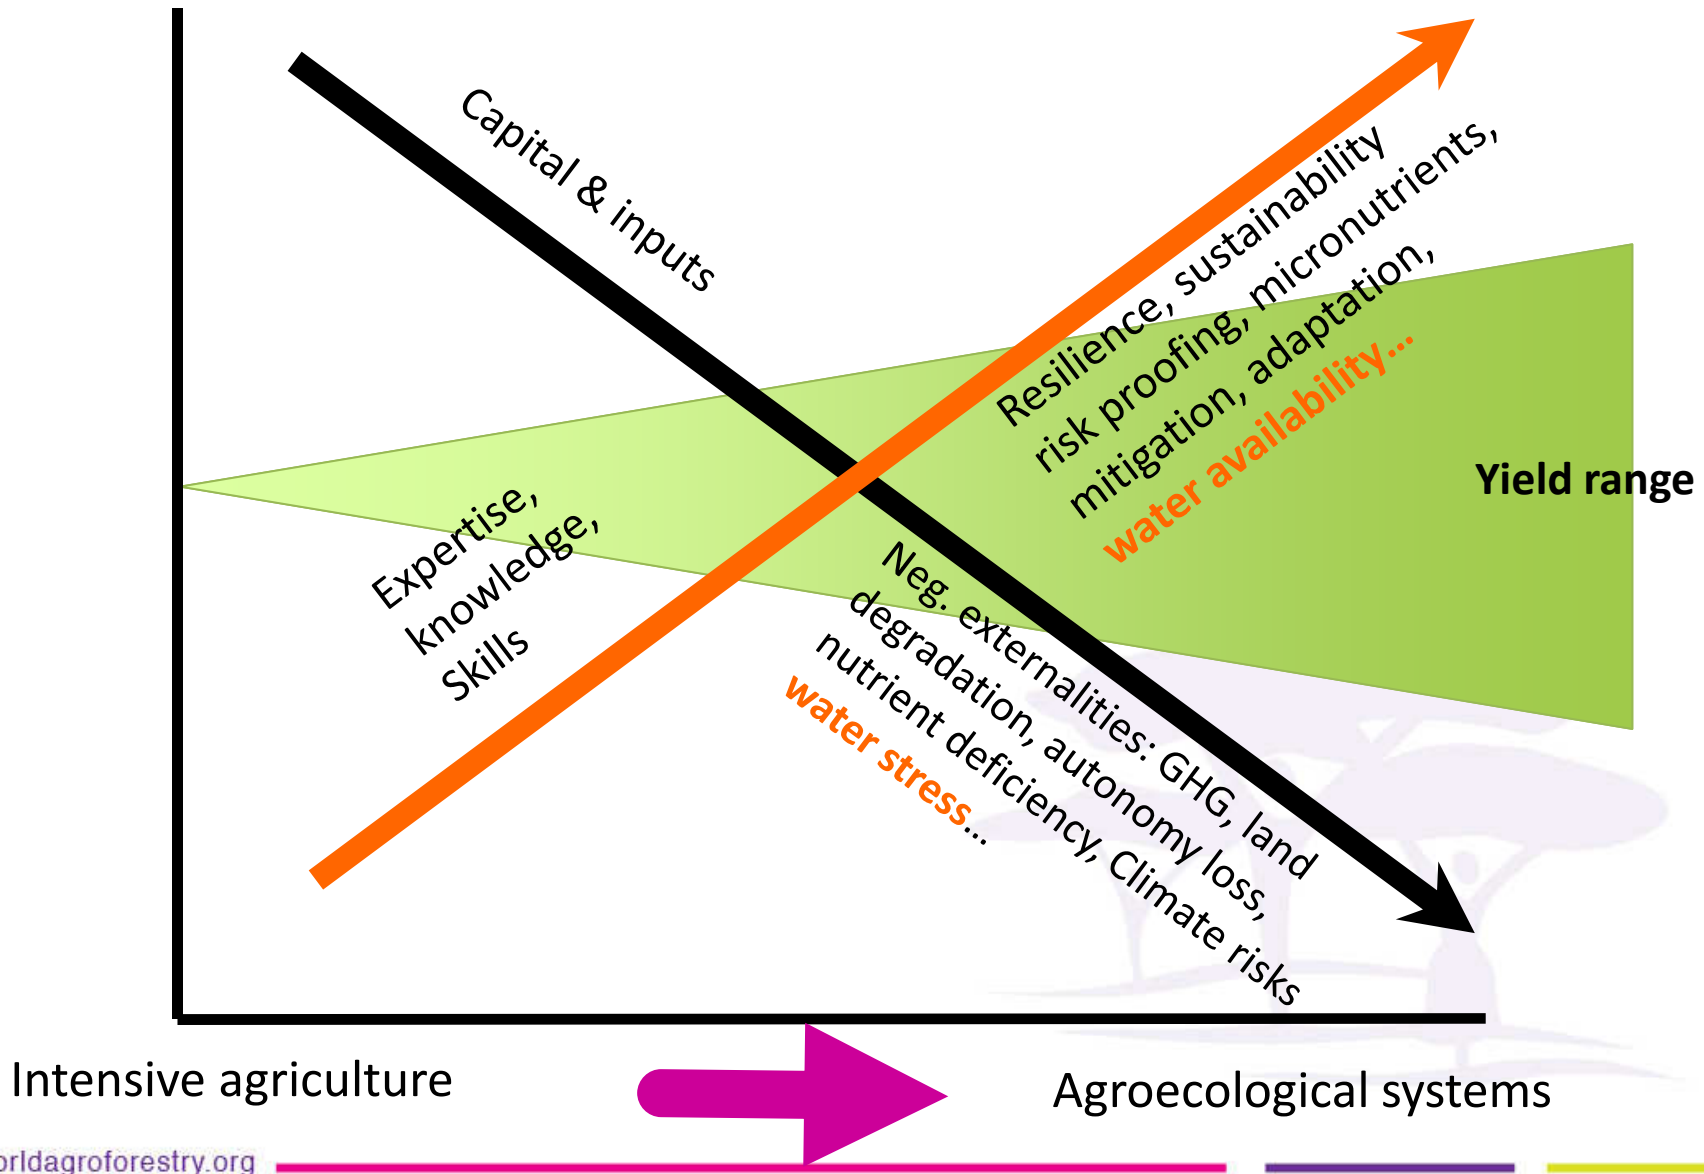 Capital & inputs
Resilience, sustainability
risk proofing, micronutrients,
mitigation, adaptation,
water availability...
Yield range
Expertise,
knowledge,
Skills
Neg. externalities: GHG, land
degradation, autonomy loss,
nutrient deficiency, Climate risks
water stress...
Intensive agriculture
Agroecological systems
orldagroforestry.org